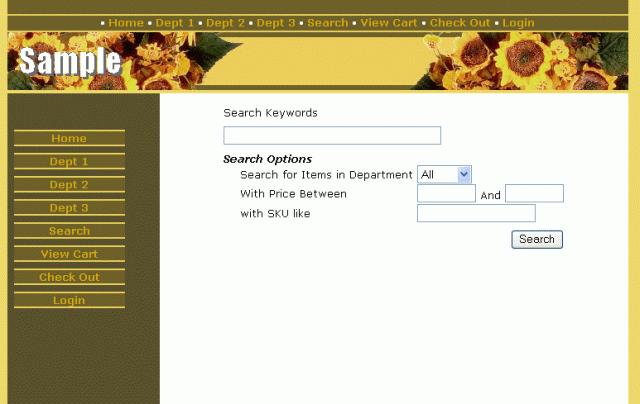 • Home • Dept 1 • Dept 2 • Dept 3 • Search • View Cart • Check Out • Login
Sample
Home
Dept 1
Dept 2
Dept 3
Search
View Cart
Check Out
Login
Search Keywords
Search Options
Search for Items in Department All
With Price Between And
with SKU like
Search